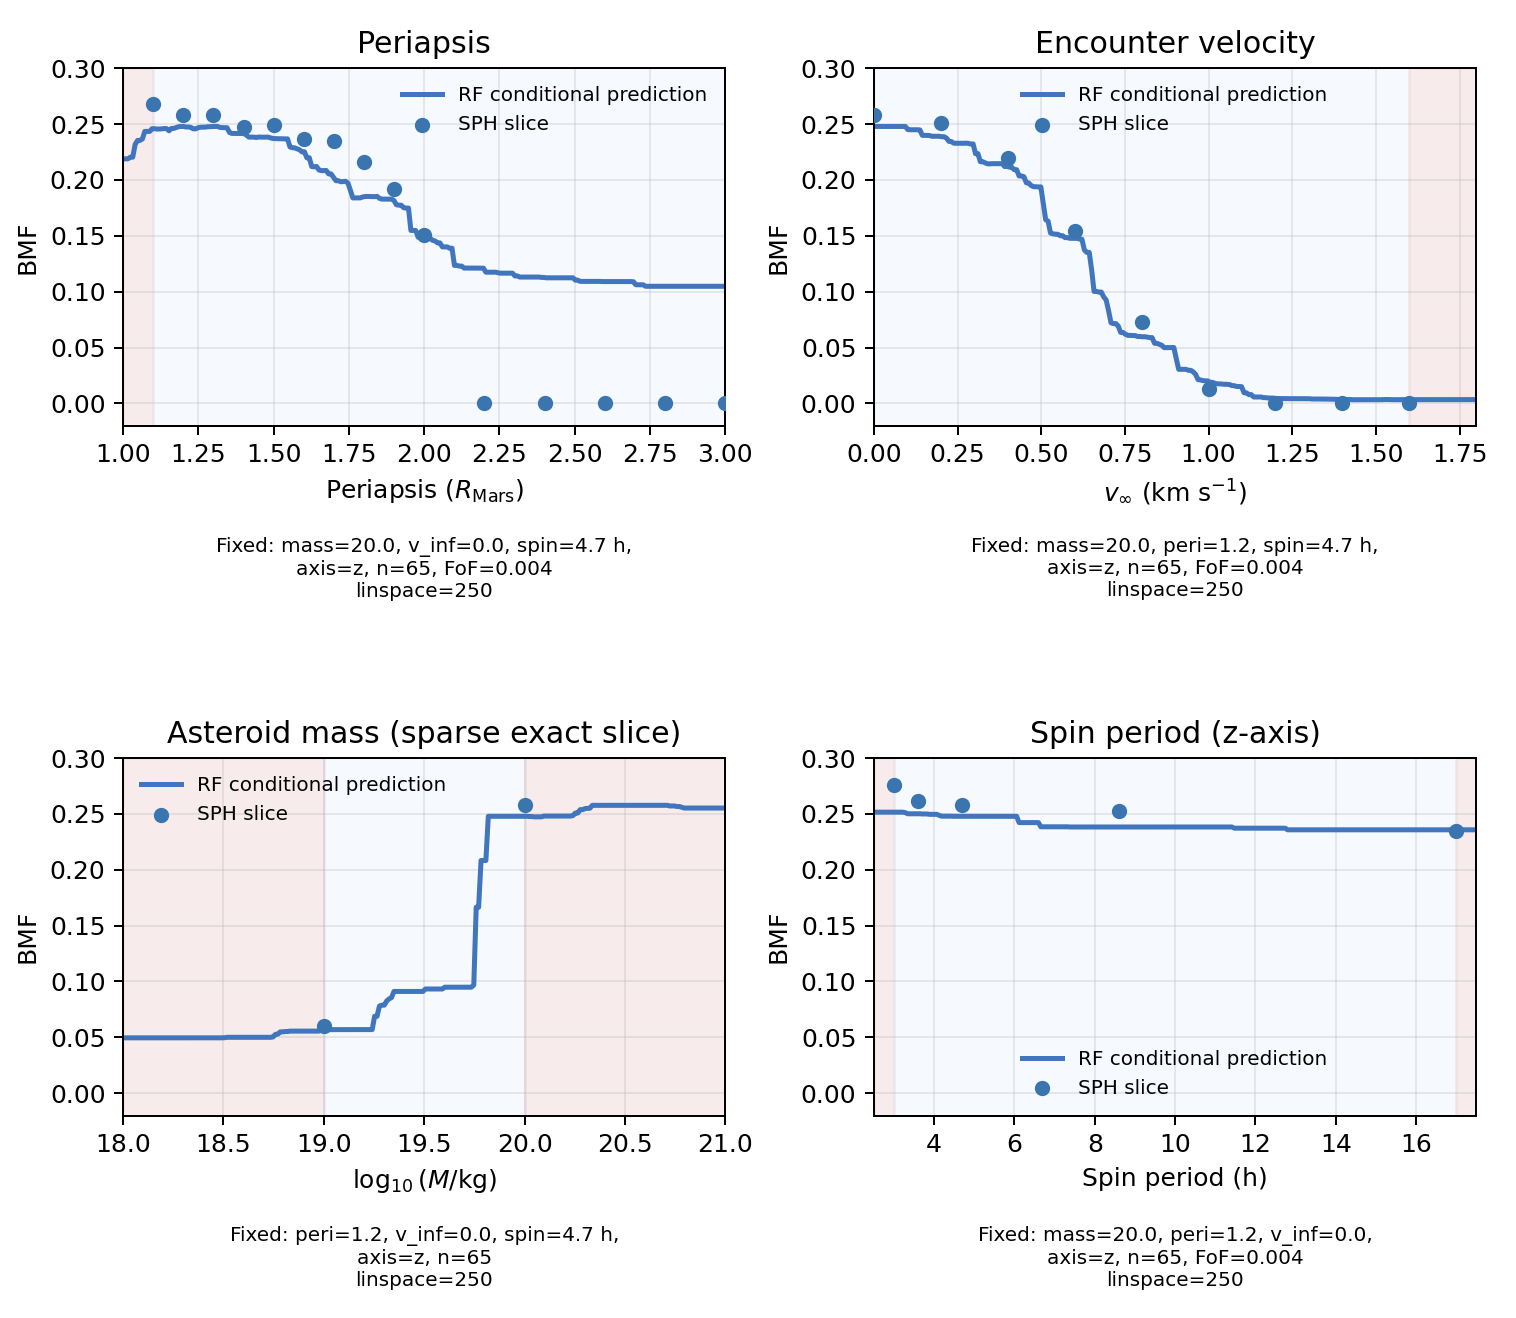 Periapsis
0.30
0.25
0.20
0.15
0.10
0.05
0.00
BMF
RF conditional prediction
SPH slice
1.00 1.25 1.50 1.75 2.00 2.25 2.50 2.75 3.00
Periapsis (R_Mars)
Fixed: mass=20.0, v_inf=0.0, spin=4.7 h,
axis=z, n=65, FoF=0.004
linspace=250
Encounter velocity
0.30
0.25
0.20
0.15
0.10
0.05
0.00
BMF
RF conditional prediction
SPH slice
0.00 0.25 0.50 0.75 1.00 1.25 1.50 1.75
v∞ (km s⁻¹)
Fixed: mass=20.0, peri=1.2, spin=4.7 h,
axis=z, n=65, FoF=0.004
linspace=250
Asteroid mass (sparse exact slice)
0.30
0.25
0.20
0.15
0.10
0.05
0.00
BMF
RF conditional prediction
SPH slice
18.0 18.5 19.0 19.5 20.0 20.5 21.0
log₁₀ (M/kg)
Fixed: peri=1.2, v_inf=0.0, spin=4.7 h,
axis=z, n=65
linspace=250
Spin period (z-axis)
0.30
0.25
0.20
0.15
0.10
0.05
0.00
BMF
RF conditional prediction
SPH slice
4 6 8 10 12 14 16
Spin period (h)
Fixed: mass=20.0, peri=1.2, v_inf=0.0,
axis=z, n=65, FoF=0.004
linspace=250